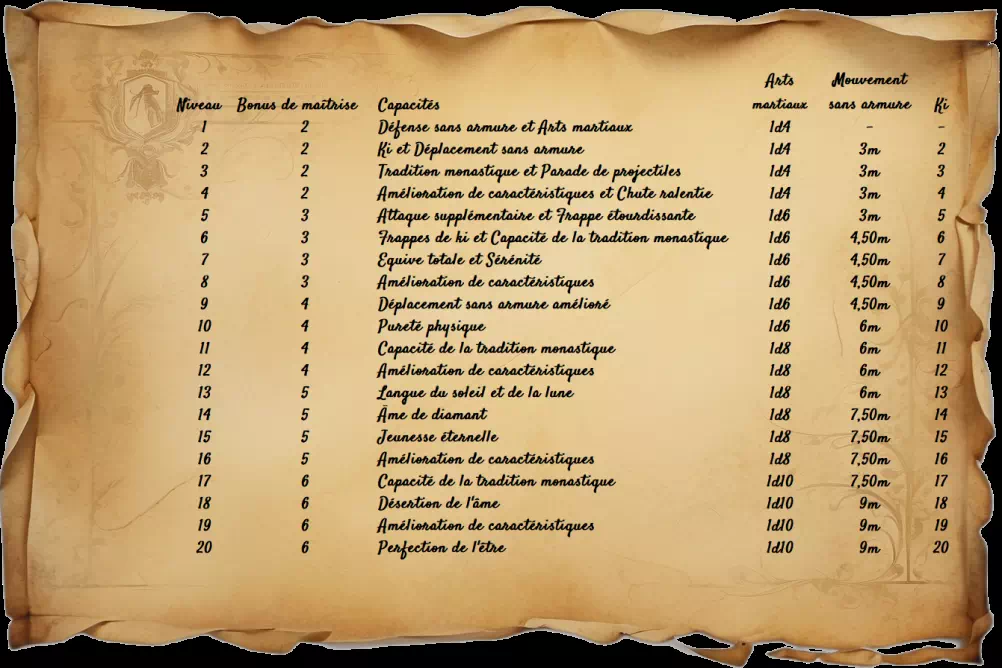 Arts Mouvement
Niveau Bonus de maîtrise Capacités martiaux sans armure Ki
1 2 Défense sans armure et Arts martiaux 1d4 - -
2 2 Ki et Déplacement sans armure 1d4 3m 2
3 2 Tradition monastique et Parade de projectiles 1d4 3m 3
4 2 Amélioration de caractéristiques et Chute ralentie 1d4 3m 4
5 3 Attaque supplémentaire et Frappe étourdissante 1d6 3m 5
6 3 Frappes de ki et Capacité de la tradition monastique 1d6 4,50m 6
7 3 Equive totale et Sérénité 1d6 4,50m 7
8 3 Amélioration de caractéristiques 1d6 4,50m 8
9 4 Déplacement sans armure amélioré 1d6 4,50m 9
10 4 Pureté physique 1d6 6m 10
11 4 Capacité de la tradition monastique 1d8 6m 11
12 4 Amélioration de caractéristiques 1d8 6m 12
13 5 Langue du soleil et de la lune 1d8 6m 13
14 5 Âme de diamant 1d8 7,50m 14
15 5 Jeunesse éternelle 1d8 7,50m 15
16 5 Amélioration de caractéristiques 1d8 7,50m 16
17 6 Capacité de la tradition monastique 1d10 7,50m 17
18 6 Désertion de l'âme 1d10 9m 18
19 6 Amélioration de caractéristiques 1d10 9m 19
20 6 Perfection de l'être 1d10 9m 20